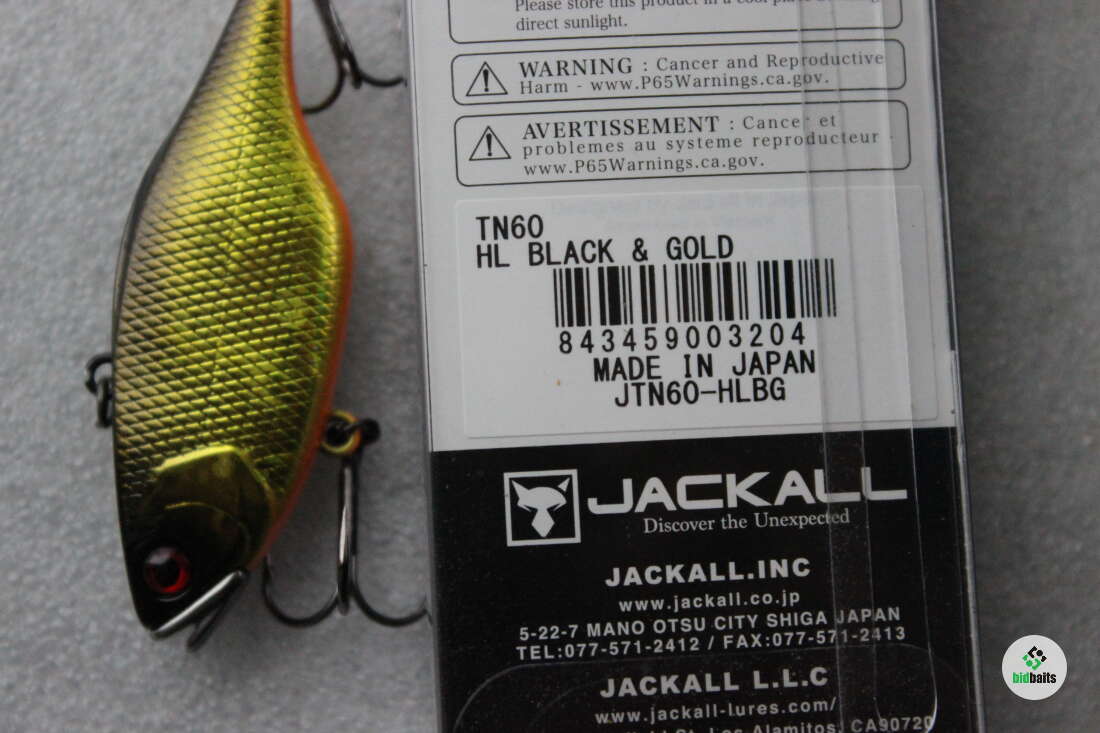 Please store this product in a cool place
direct sunlight.
WARNING : Cancer and Reproductive
Harm - www.P65Warnings.ca.gov.
AVERTISSEMENT : Cancer et
problemes au systeme reproducteur -
www.P65Warnings.ca.gov.
TN60
HL BLACK & GOLD
843459003204
MADE IN JAPAN
JTN60-HLBG
JACKALL
Discover the Unexpected
JACKALL.INC
www.jackall.co.jp
5-22-7 MANO OTSU CITY SHIGA JAPAN
TEL:077-571-2412 / FAX:077-571-2413
JACKALL L.L.C
www.jackall-lures.com/
St. Los Alamitos, CA90720
bidbaits